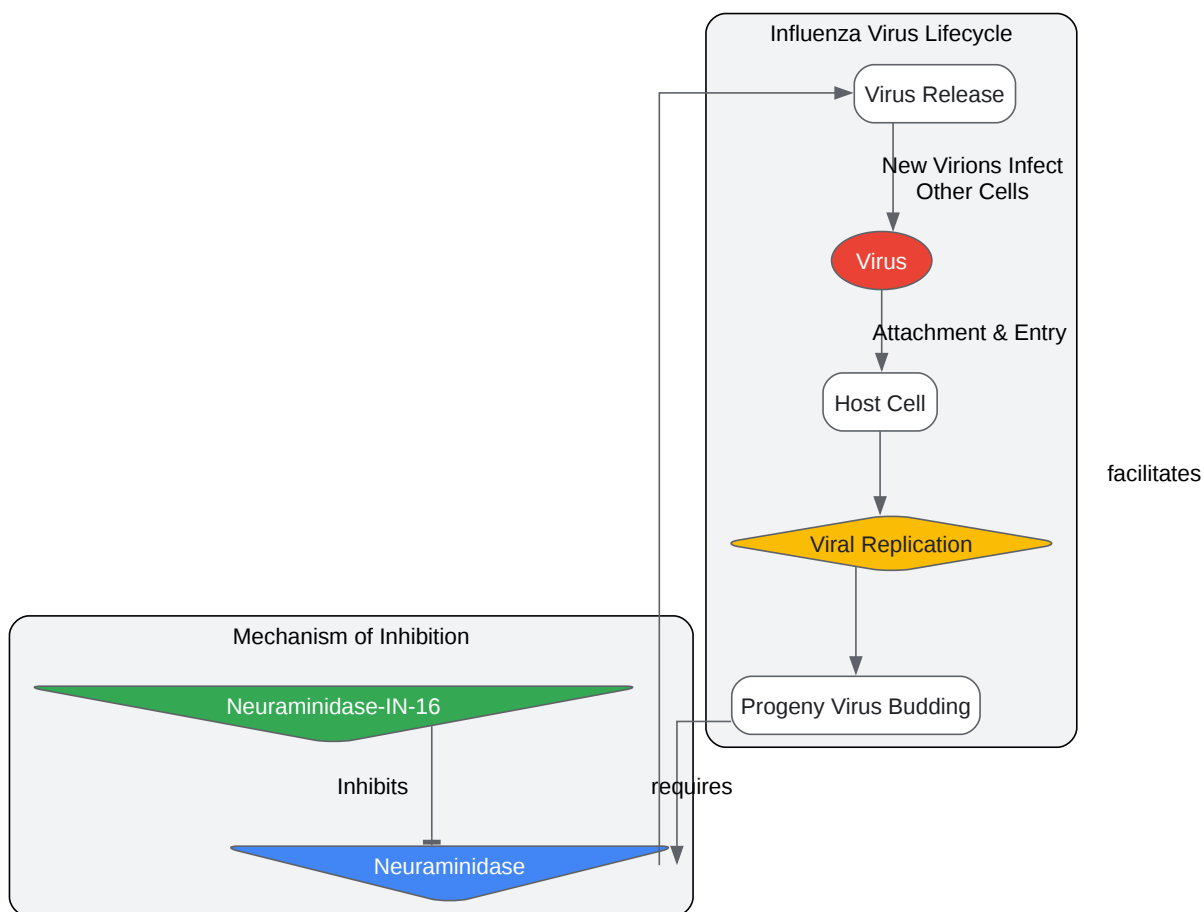 Influenza Virus Lifecycle
Virus Release
New Virions Infect
Other Cells
Virus
Attachment & Entry
Host Cell
facilitates
Viral Replication
Mechanism of Inhibition
Neuraminidase-IN-16
Progeny Virus Budding
Inhibits
requires
Neuraminidase